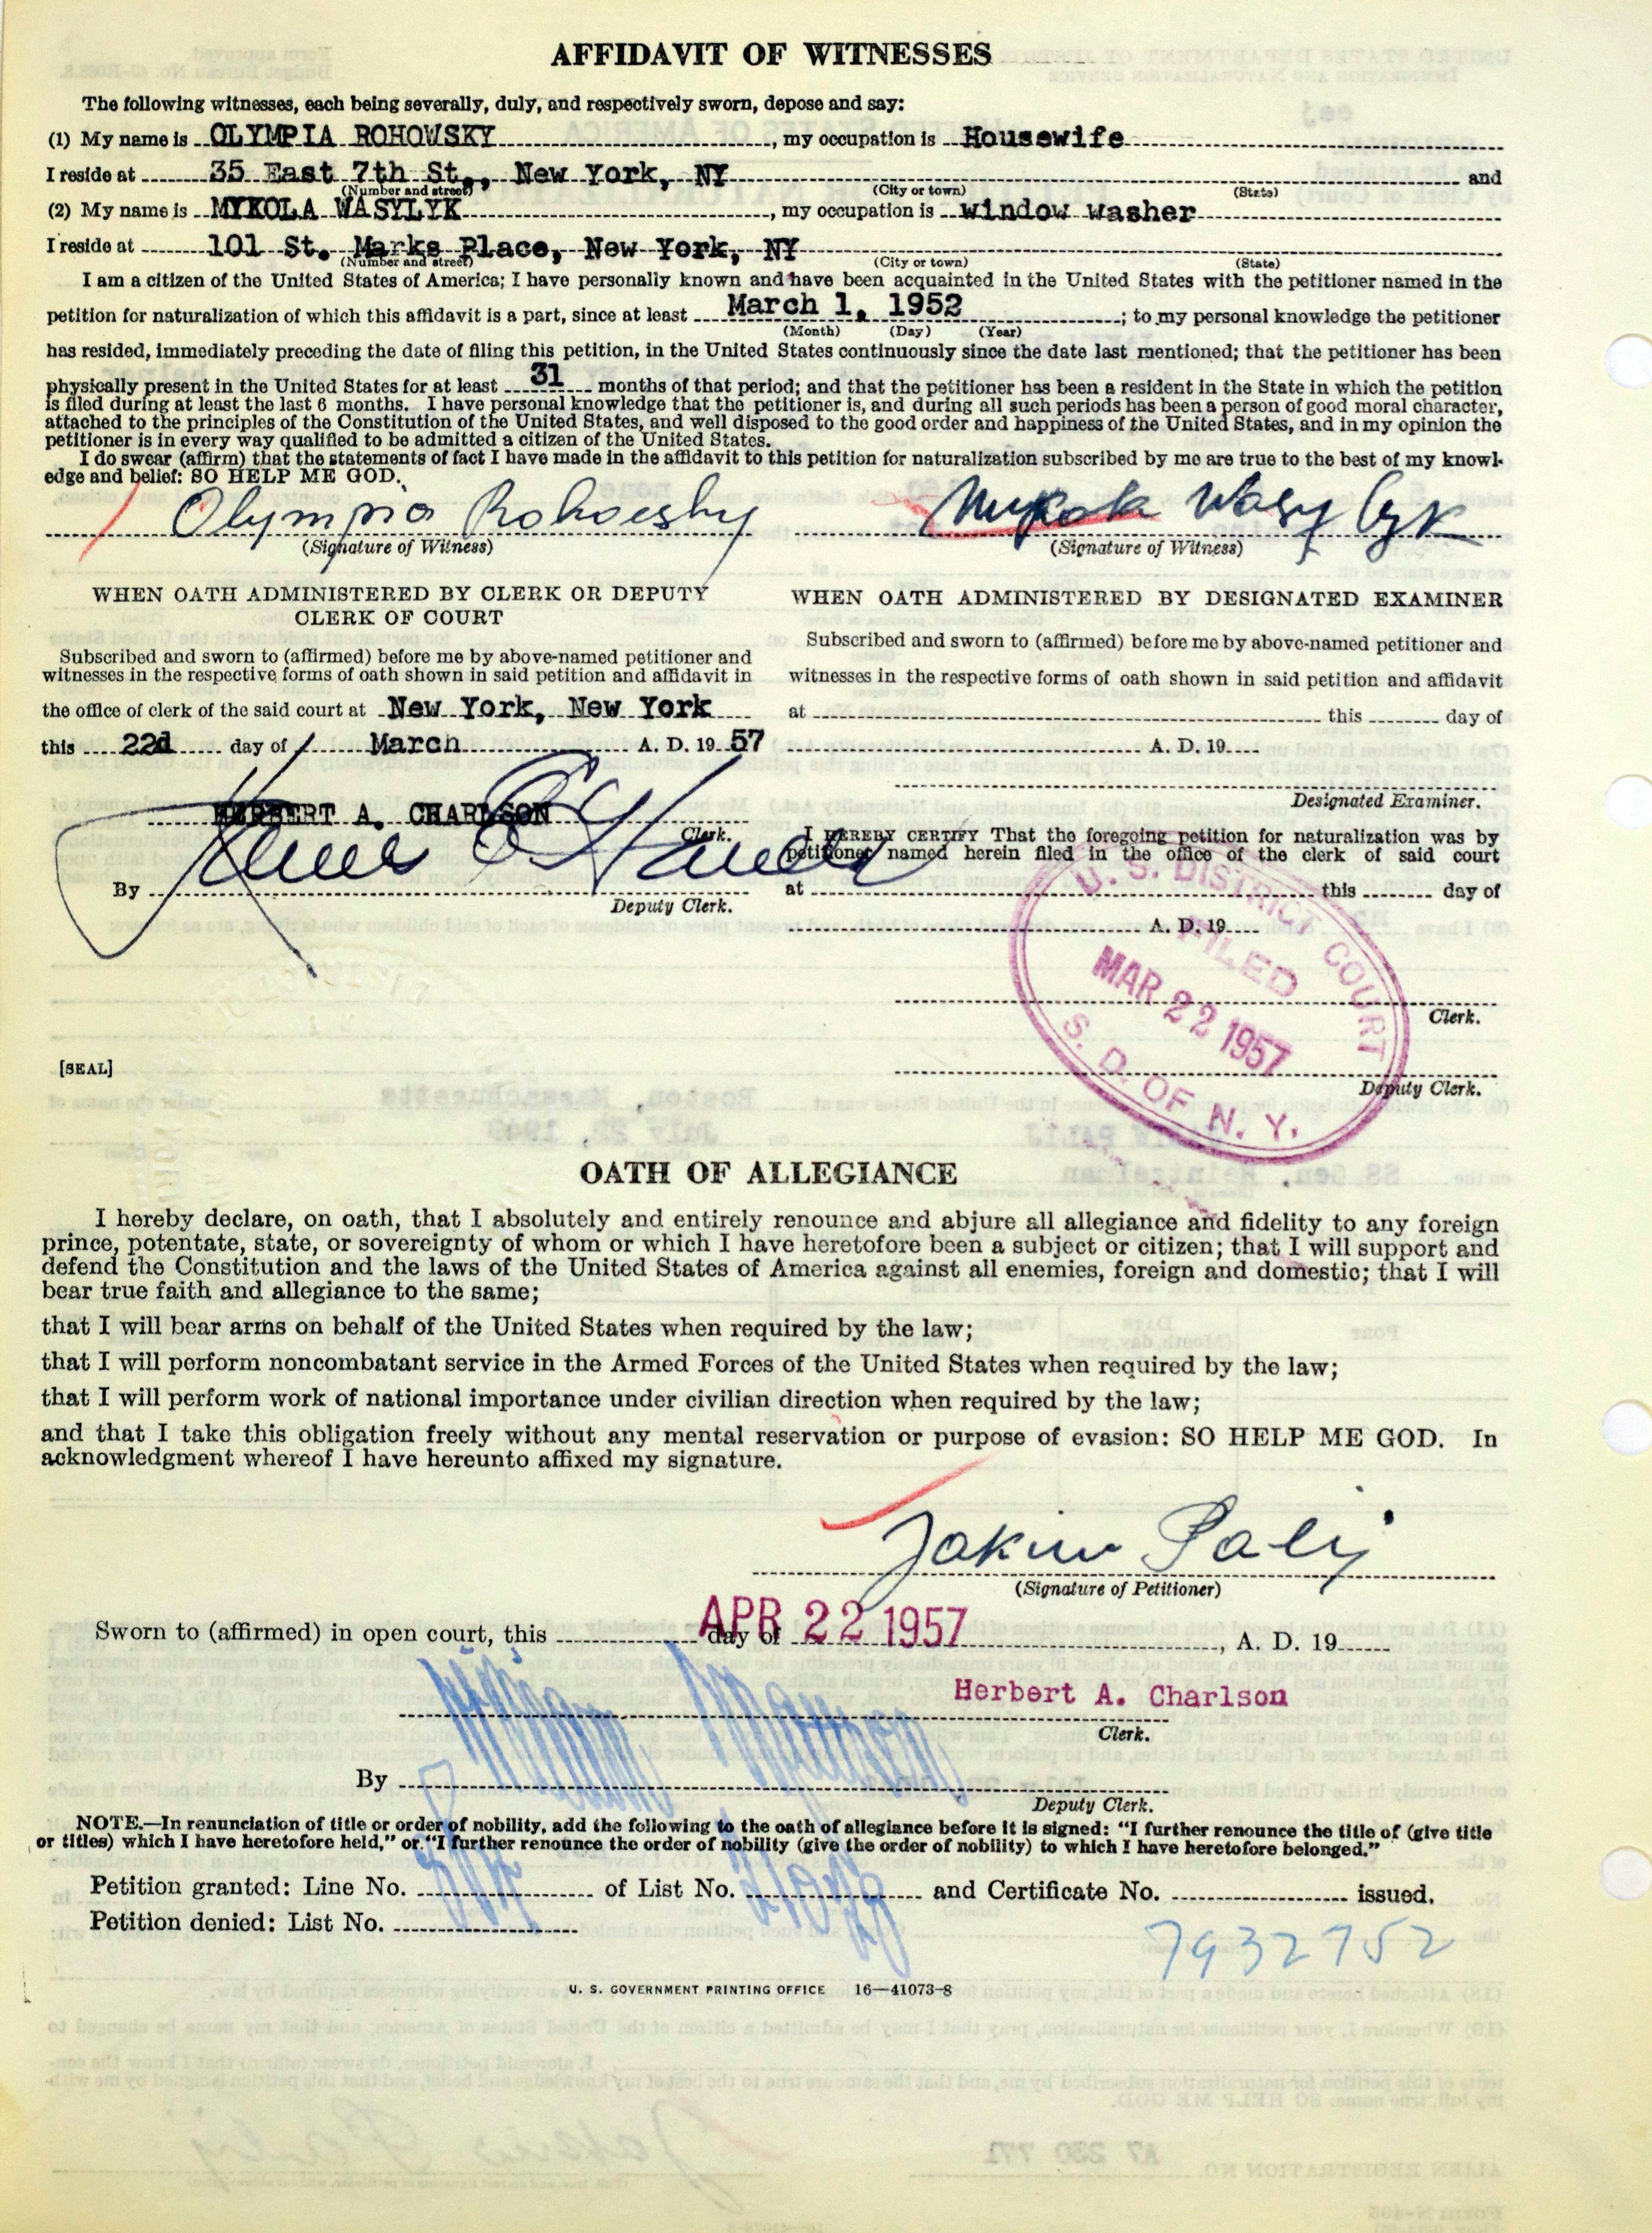 AFFIDAVIT OF WITNESSES
The following witnesses, each being severally, duly, and respectively sworn, depose and say:
(1) My name is OLYMPIA ROHOWSKY, my occupation is Housewife
I reside at 35 East 7th St., New York, NY and
(Number and street) (City or town) (State)
(2) My name is MYKOLA WASYLYK, my occupation is window washer
I reside at 101 St. Marks Place, New York, NY
(Number and street) (City or town) (State)
I am a citizen of the United States of America; I have personally known and have been acquainted in the United States with the petitioner named in the
petition for naturalization of which this affidavit is a part, since at least March 1, 1952; to my personal knowledge the petitioner
(Month) (Day) (Year)
has resided, immediately preceding the date of filing this petition, in the United States continuously since the date last mentioned; that the petitioner has been
physically present in the United States for at least 31 months of that period; and that the petitioner has been a resident in the State in which the petition
is filed during at least the last 6 months. I have personal knowledge that the petitioner is, and during all such periods has been a person of good moral character,
attached to the principles of the Constitution of the United States, and well disposed to the good order and happiness of the United States, and in my opinion the
petitioner is in every way qualified to be admitted a citizen of the United States.
I do swear (affirm) that the statements of fact I have made in the affidavit to this petition for naturalization subscribed by me are true to the best of my knowl-
edge and belief: SO HELP ME GOD.
Olympia Rohowsky Mykola Wasylyk
(Signature of Witness) (Signature of Witness)
WHEN OATH ADMINISTERED BY CLERK OR DEPUTY
CLERK OF COURT
Subscribed and sworn to (affirmed) before me by above-named petitioner and
witnesses in the respective forms of oath shown in said petition and affidavit in
the office of clerk of the said court at New York, New York
this 22d day of March A. D. 19 57
HERBERT A. CHARLSON
Clerk.
By
Deputy Clerk.
[SEAL]
WHEN OATH ADMINISTERED BY DESIGNATED EXAMINER
Subscribed and sworn to (affirmed) before me by above-named petitioner and
witnesses in the respective forms of oath shown in said petition and affidavit
at this day of
A. D. 19
Designated Examiner.
I HEREBY CERTIFY That the foregoing petition for naturalization was by
petitioner named herein filed in the office of the clerk of said court
at this day of
A. D. 19
Clerk.
Deputy Clerk.
U. S. DISTRICT COURT
FILED
MAR 22 1957
S. D. OF N. Y.
OATH OF ALLEGIANCE
I hereby declare, on oath, that I absolutely and entirely renounce and abjure all allegiance and fidelity to any foreign
prince, potentate, state, or sovereignty of whom or which I have heretofore been a subject or citizen; that I will support and
defend the Constitution and the laws of the United States of America against all enemies, foreign and domestic; that I will
bear true faith and allegiance to the same;
that I will bear arms on behalf of the United States when required by the law;
that I will perform noncombatant service in the Armed Forces of the United States when required by the law;
that I will perform work of national importance under civilian direction when required by the law;
and that I take this obligation freely without any mental reservation or purpose of evasion: SO HELP ME GOD. In
acknowledgment whereof I have hereunto affixed my signature.
Jakiw Palij
(Signature of Petitioner)
Sworn to (affirmed) in open court, this day of APR 22 1957, A. D. 19
Herbert A. Charlson
Clerk.
By
Deputy Clerk.
NOTE.—In renunciation of title or order of nobility, add the following to the oath of allegiance before it is signed: “I further renounce the title of (give title
or titles) which I have heretofore held,” or “I further renounce the order of nobility (give the order of nobility) to which I have heretofore belonged.”
Petition granted: Line No. of List No. and Certificate No. issued.
Petition denied: List No.
7932752
U. S. GOVERNMENT PRINTING OFFICE 16—41073-8